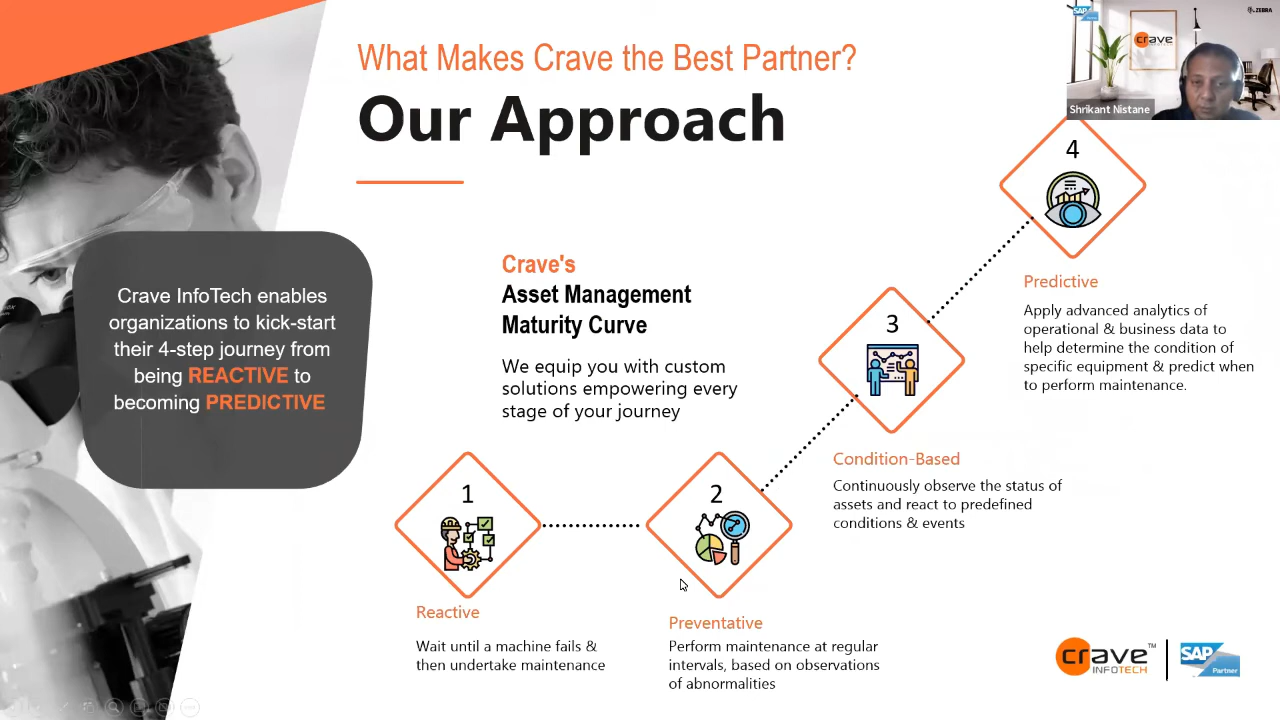 What Makes Crave the Best Partner?
Our Approach
SAP
Partner
crave
INFOTECH
ZEBRA
Shrikant Nistane
Crave InfoTech enables
organizations to kick-start
their 4-step journey from
being REACTIVE to
becoming PREDICTIVE
Crave's
Asset Management
Maturity Curve
We equip you with custom
solutions empowering every
stage of your journey
1
Reactive
Wait until a machine fails &
then undertake maintenance
2
Preventative
Perform maintenance at regular
intervals, based on observations
of abnormalities
3
Condition-Based
Continuously observe the status of
assets and react to predefined
conditions & events
4
Predictive
Apply advanced analytics of
operational & business data to
help determine the condition of
specific equipment & predict when
to perform maintenance.
crave™
INFOTECH
SAP
Partner